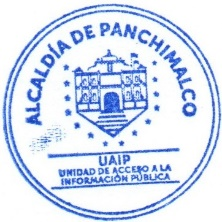 ALCALDÍA DE PANCHIMALCO
UAIP
UNIDAD DE ACCESO A LA
INFORMACIÓN PÚBLICA